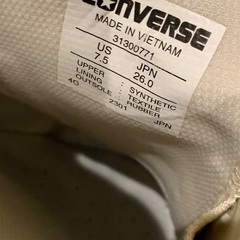 CONVERSE
MADE IN VIETNAM
31300771
US JPN
7.5 26.0
UPPER : SYNTHETIC
LINING : TEXTILE
OUTSOLE : RUBBER
4G 2301 JPN